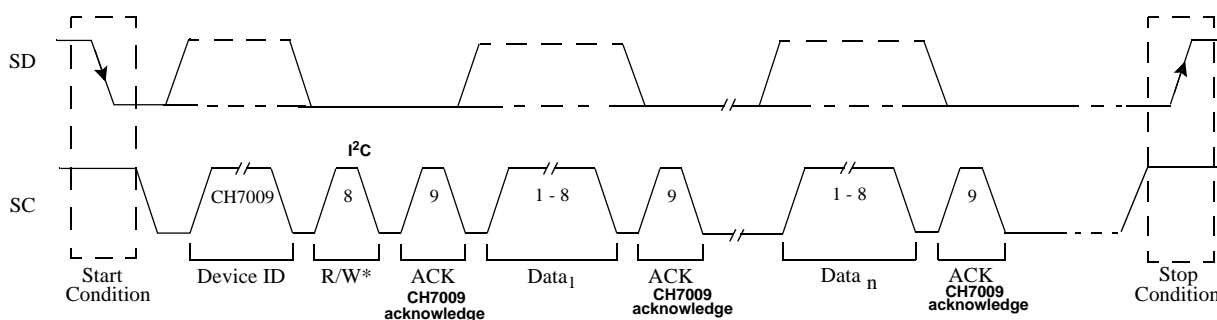 SD
I²C
SC
CH7009
8
9
1 - 8
9
1 - 8
9
Start
Condition
Device ID
R/W*
ACK
CH7009
acknowledge
Data1
ACK
CH7009
acknowledge
Data n
ACK
CH7009
acknowledge
Stop
Condition